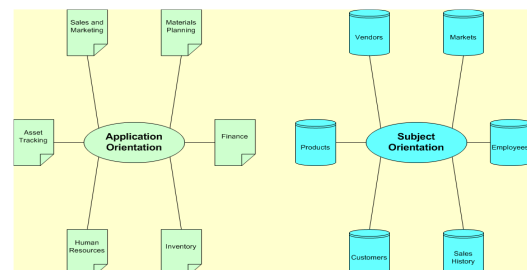 Sales and
Marketing
Materials
Planning
Asset
Tracking
Application
Orientation
Finance
Human
Resources
Inventory
Vendors
Markets
Products
Subject
Orientation
Employees
Customers
Sales
History